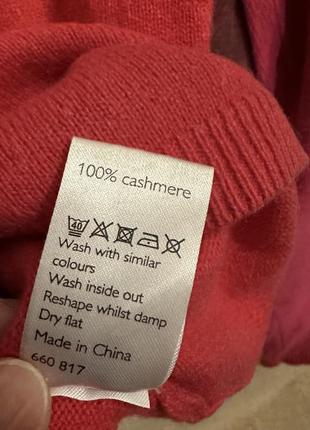 100% cashmere
40
Wash with similar
colours
Wash inside out
Reshape whilst damp
Dry flat
Made in China
660 817